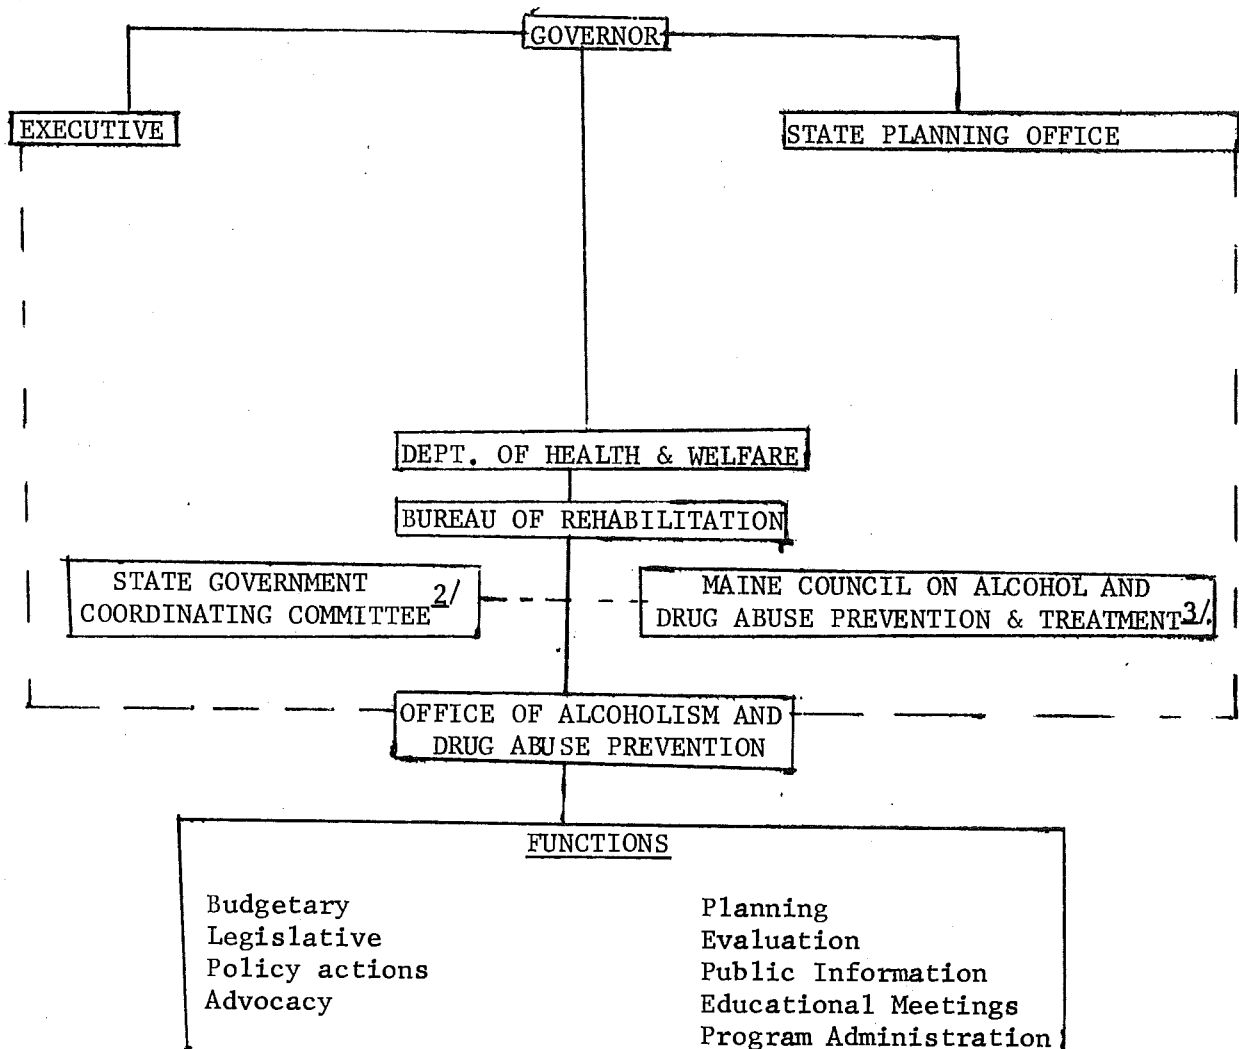 GOVERNOR
EXECUTIVE
STATE PLANNING OFFICE
DEPT. OF HEALTH & WELFARE
BUREAU OF REHABILITATION
STATE GOVERNMENT
COORDINATING COMMITTEE 2/
MAINE COUNCIL ON ALCOHOL AND
DRUG ABUSE PREVENTION & TREATMENT 3/.
OFFICE OF ALCOHOLISM AND
DRUG ABUSE PREVENTION
FUNCTIONS
Budgetary
Legislative
Policy actions
Advocacy
Planning
Evaluation
Public Information
Educational Meetings
Program Administration